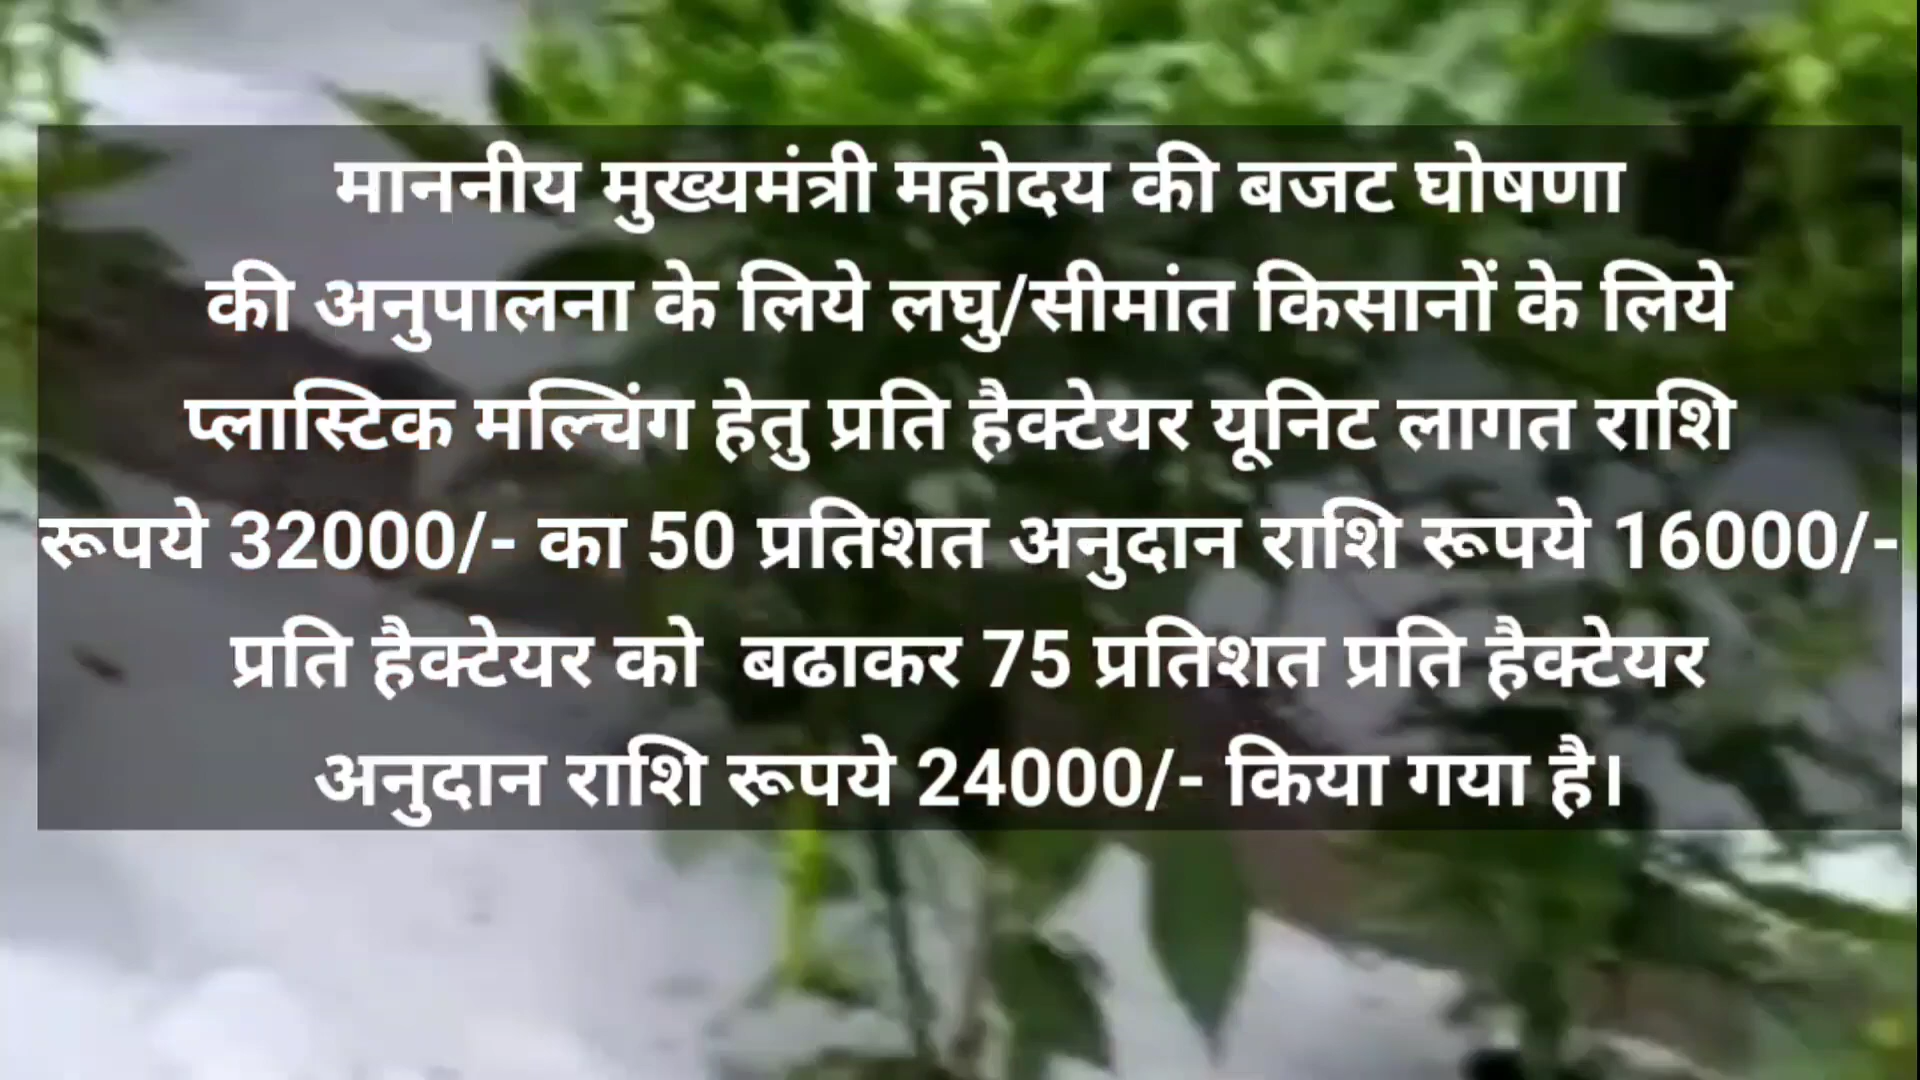 माननीय मुख्यमंत्री महोदय की बजट घोषणा
की अनुपालना के लिये लघु/सीमांत किसानों के लिये
प्लास्टिक मल्चिंग हेतु प्रति हैक्टेयर यूनिट लागत राशि
रूपये 32000/- का 50 प्रतिशत अनुदान राशि रूपये 16000/-
प्रति हैक्टेयर को बढाकर 75 प्रतिशत प्रति हैक्टेयर
अनुदान राशि रूपये 24000/- किया गया है।